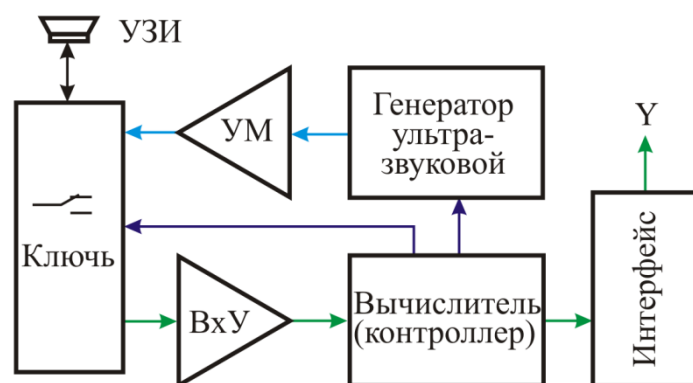 УЗИ
УМ
Генератор
ультра-
звуковой
Y
Ключь
ВхУ
Вычислитель
(контроллер)
Интерфейс